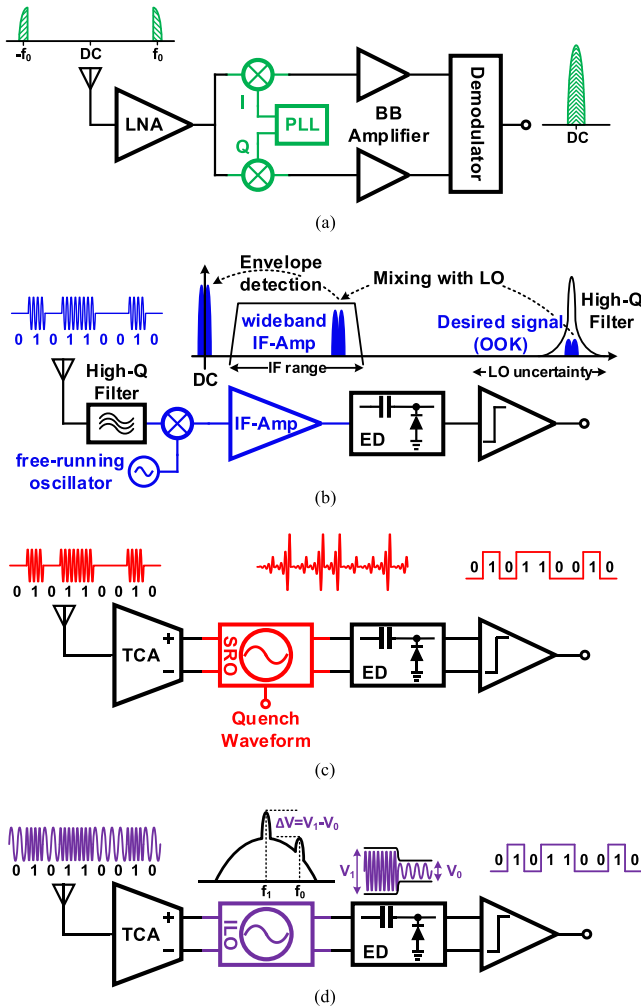 -f₀ DC f₀
LNA
I
Q
PLL
BB
Amplifier
Demodulator
DC
(a)
Envelope
detection
Mixing with LO
High-Q
Filter
wideband
IF-Amp
Desired signal
(OOK)
0 1 0 1 1 0 0 1 0
DC
IF range
LO uncertainty
High-Q
Filter
IF-Amp
ED
free-running
oscillator
(b)
0 1 0 1 1 0 0 1 0
0 1 0 1 1 0 0 1 0
TCA
+
−
SRO
ED
Quench
Waveform
(c)
ΔV=V₁-V₀
V₁
V₀
f₁ f₀
0 1 0 1 1 0 0 1 0
0 1 0 1 1 0 0 1 0
TCA
+
−
ILO
ED
(d)